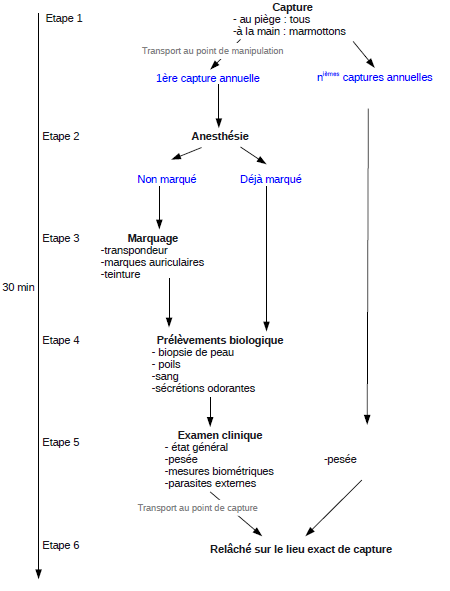 Etape 1
Capture
- au piège : tous
-à la main : marmottons
Transport au point de manipulation
1ère capture annuelle
nièmes captures annuelles
Etape 2
Anesthésie
Non marqué
Déjà marqué
Etape 3
Marquage
-transpondeur
-marques auriculaires
-teinture
30 min
Etape 4
Prélèvements biologique
- biopsie de peau
- poils
-sang
-sécrétions odorantes
Etape 5
Examen clinique
- état général
-pesée
-mesures biométriques
-parasites externes
-pesée
Transport au point de capture
Etape 6
Relâché sur le lieu exact de capture